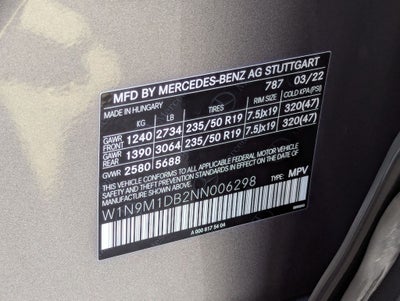 MFD BY MERCEDES-BENZ AG STUTTGART
787 03/22
MADE IN HUNGARY
KG LB TIRES RIM SIZE COLD KPA(PSI)
GAWR FRONT 1240 2734 235/50 R19 7.5Jx19 320(47)
GAWR REAR 1390 3064 235/50 R19 7.5Jx19 320(47)
GVWR 2580 5688
THIS VEHICLE CONFORMS TO ALL APPLICABLE FEDERAL MOTOR VEHICLE
SAFETY AND THEFT PREVENTION STANDARDS IN EFFECT ON THE DATE OF
MANUFACTURE SHOWN ABOVE. TYPE: MPV
W1N9M1DB2NN006298
A 000 817 54 04